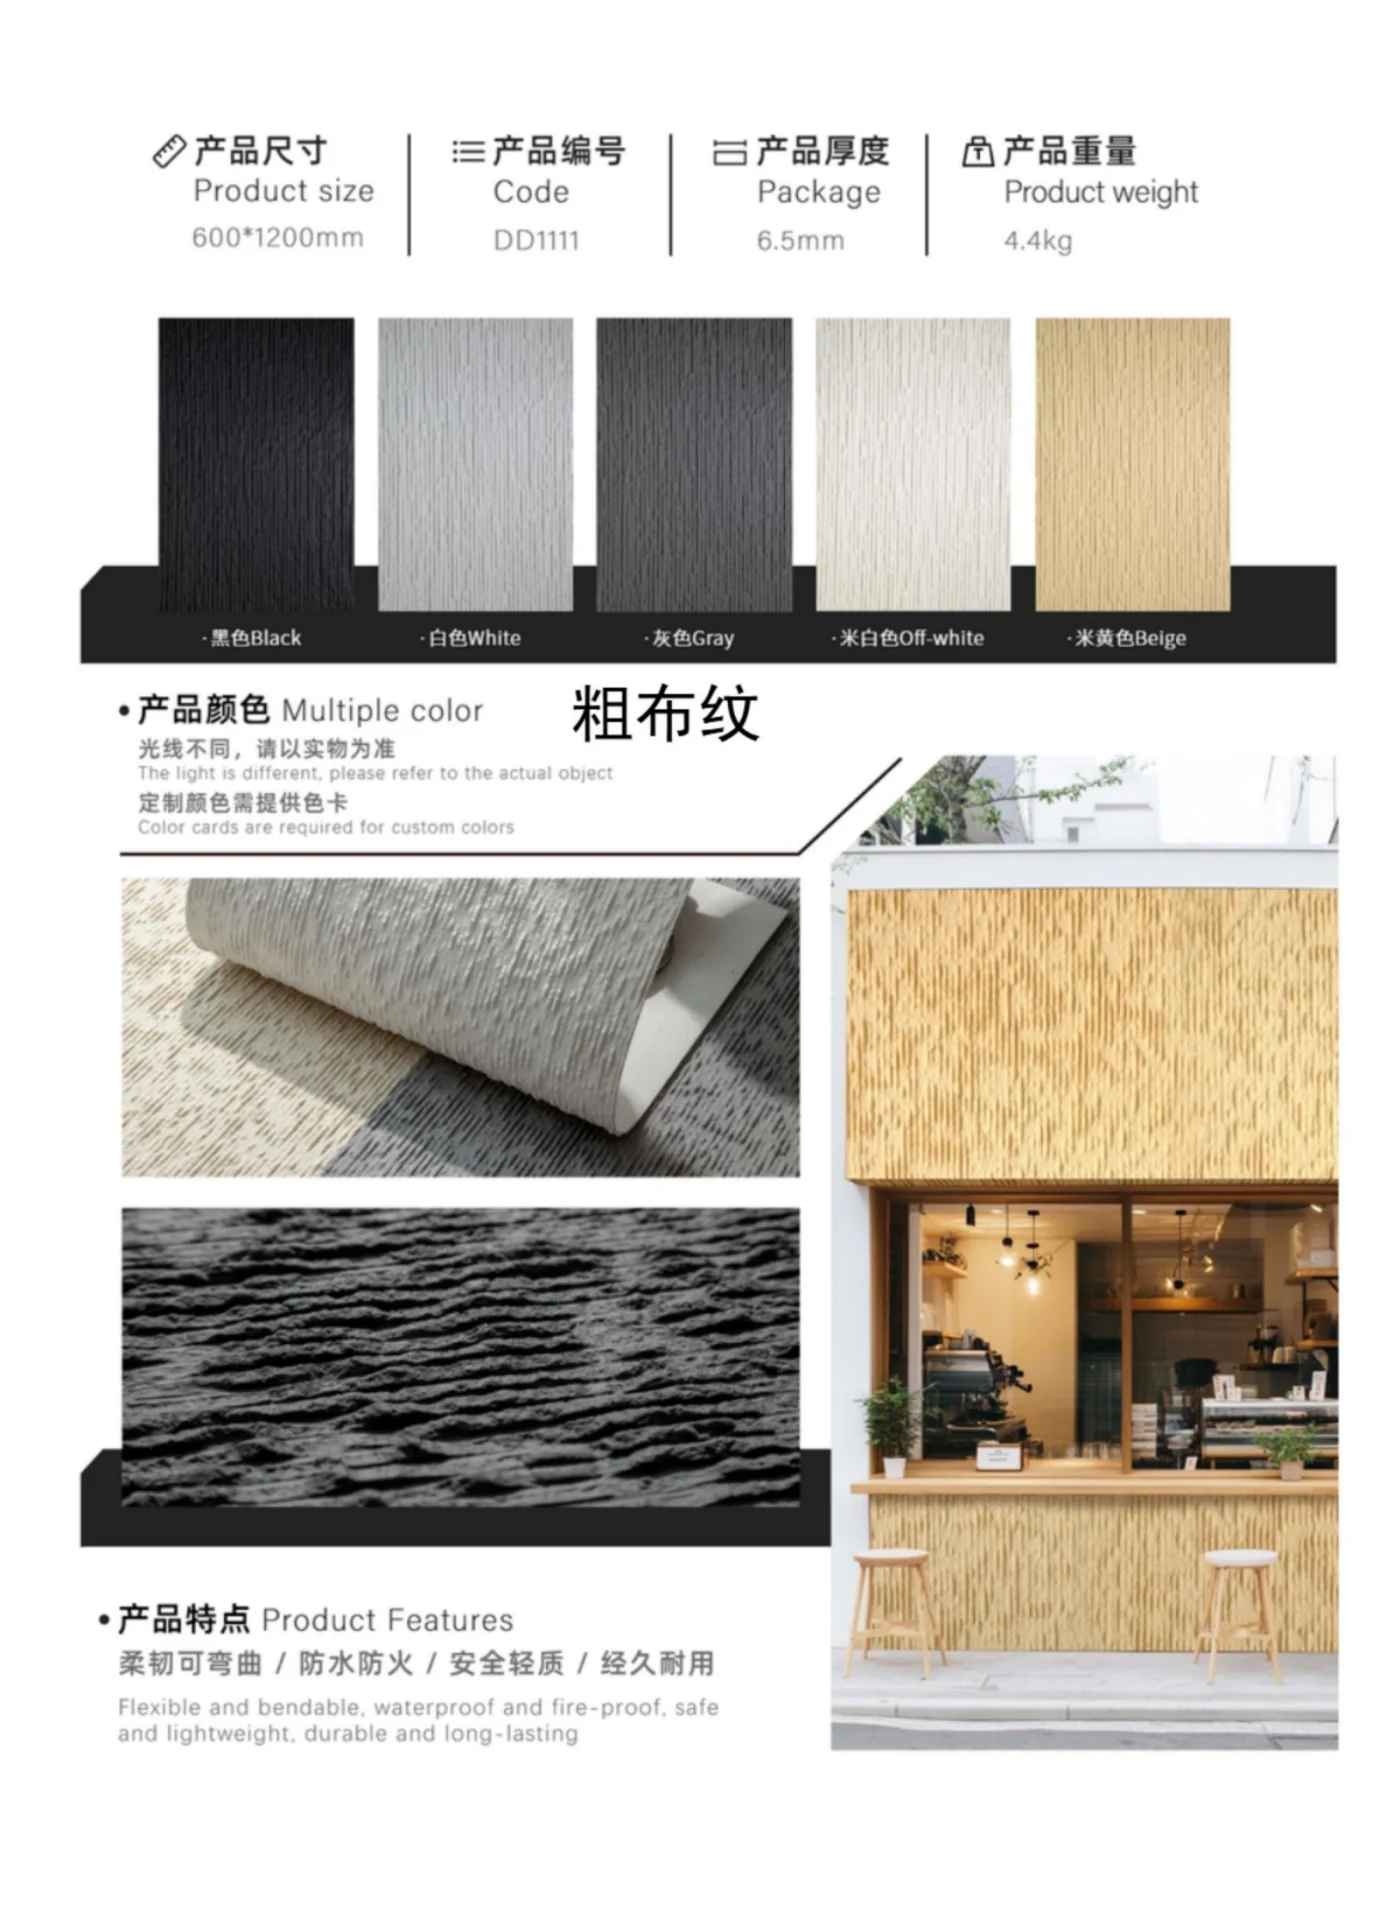 产品尺寸
Product size
600*1200mm
产品编号
Code
DD1111
产品厚度
Package
6.5mm
产品重量
Product weight
4.4kg
·黑色Black
·白色White
·灰色Gray
·米白色Off-white
·米黄色Beige
•产品颜色 Multiple color
粗布纹
光线不同，请以实物为准
The light is different, please refer to the actual object
定制颜色需提供色卡
Color cards are required for custom colors
•产品特点 Product Features
柔韧可弯曲 / 防水防火 / 安全轻质 / 经久耐用
Flexible and bendable, waterproof and fire-proof, safe
and lightweight, durable and long-lasting